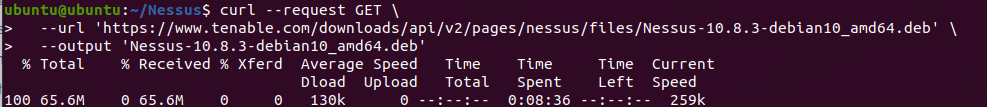 ubuntu@ubuntu:~/Nessus$ curl --request GET \
>   --url 'https://www.tenable.com/downloads/api/v2/pages/nessus/files/Nessus-10.8.3-debian10_amd64.deb' \
>   --output 'Nessus-10.8.3-debian10_amd64.deb'
  % Total    % Received % Xferd  Average Speed   Time    Time     Time  Current
                                 Dload  Upload   Total   Spent    Left  Speed
100 65.6M    0 65.6M    0     0   130k      0 --:--:--  0:08:36 --:--:--  259k